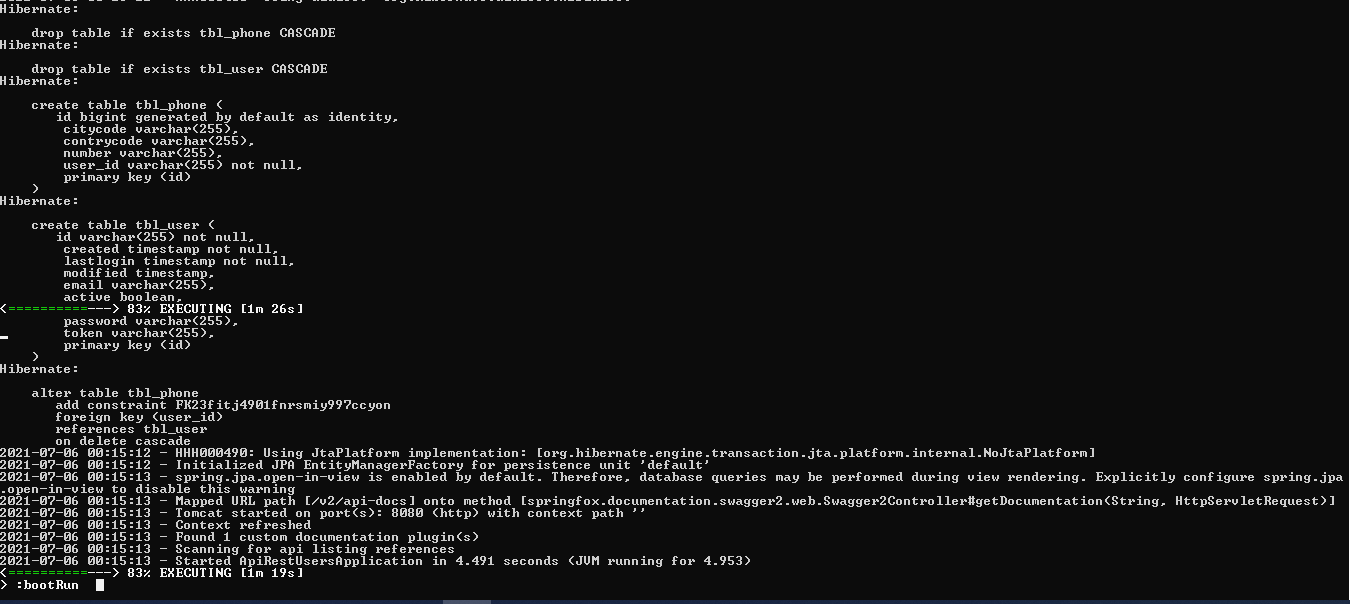 Hibernate:
    drop table if exists tbl_phone CASCADE
Hibernate:
    drop table if exists tbl_user CASCADE
Hibernate:
    create table tbl_phone (
       id bigint generated by default as identity,
        citycode varchar(255),
        contrycode varchar(255),
        number varchar(255),
        user_id varchar(255) not null,
        primary key (id)
    )
Hibernate:
    create table tbl_user (
       id varchar(255) not null,
        created timestamp not null,
        lastlogin timestamp not null,
        modified timestamp,
        email varchar(255),
        active boolean,
<==========---> 83% EXECUTING [1m 26s]
        password varchar(255),
        token varchar(255),
        primary key (id)
    )
Hibernate:
    alter table tbl_phone
       add constraint FK23fitj4901fnrsmiy997ccyon
       foreign key (user_id)
       references tbl_user
       on delete cascade
2021-07-06 00:15:12 - HHH000490: Using JtaPlatform implementation: [org.hibernate.engine.transaction.jta.platform.internal.NoJtaPlatform]
2021-07-06 00:15:12 - Initialized JPA EntityManagerFactory for persistence unit 'default'
2021-07-06 00:15:13 - spring.jpa.open-in-view is enabled by default. Therefore, database queries may be performed during view rendering. Explicitly configure spring.jpa
.open-in-view to disable this warning
2021-07-06 00:15:13 - Mapped URL path [/v2/api-docs] onto method [springfox.documentation.swagger2.web.Swagger2Controller#getDocumentation(String, HttpServletRequest)]
2021-07-06 00:15:13 - Tomcat started on port(s): 8080 (http) with context path ''
2021-07-06 00:15:13 - Context refreshed
2021-07-06 00:15:13 - Found 1 custom documentation plugin(s)
2021-07-06 00:15:13 - Scanning for api listing references
2021-07-06 00:15:13 - Started ApiRestUsersApplication in 4.491 seconds (JVM running for 4.953)
<==========---> 83% EXECUTING [1m 19s]
> :bootRun